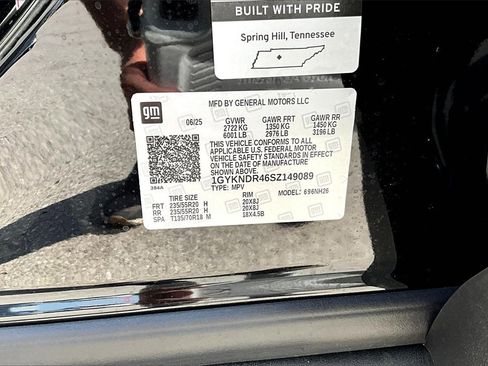 BUILT WITH PRIDE
Spring Hill, Tennessee
gm
MFD BY GENERAL MOTORS LLC
06/25 GVWR GAWR FRT GAWR RR
2722 KG 1350 KG 1450 KG
6001 LB 2976 LB 3196 LB
THIS VEHICLE CONFORMS TO ALL
APPLICABLE U.S. FEDERAL MOTOR
VEHICLE SAFETY STANDARDS IN EFFECT
ON THE DATE OF MANUFACTURE
SHOWN ABOVE.
1GYKNDR46SZ149089
384A TYPE: MPV MODEL: 696NH26
TIRE SIZE RIM
FRT 235/55R20 H 20X8J
RR 235/55R20 H 20X8J
SPA T135/70R18 M 18X4.5B